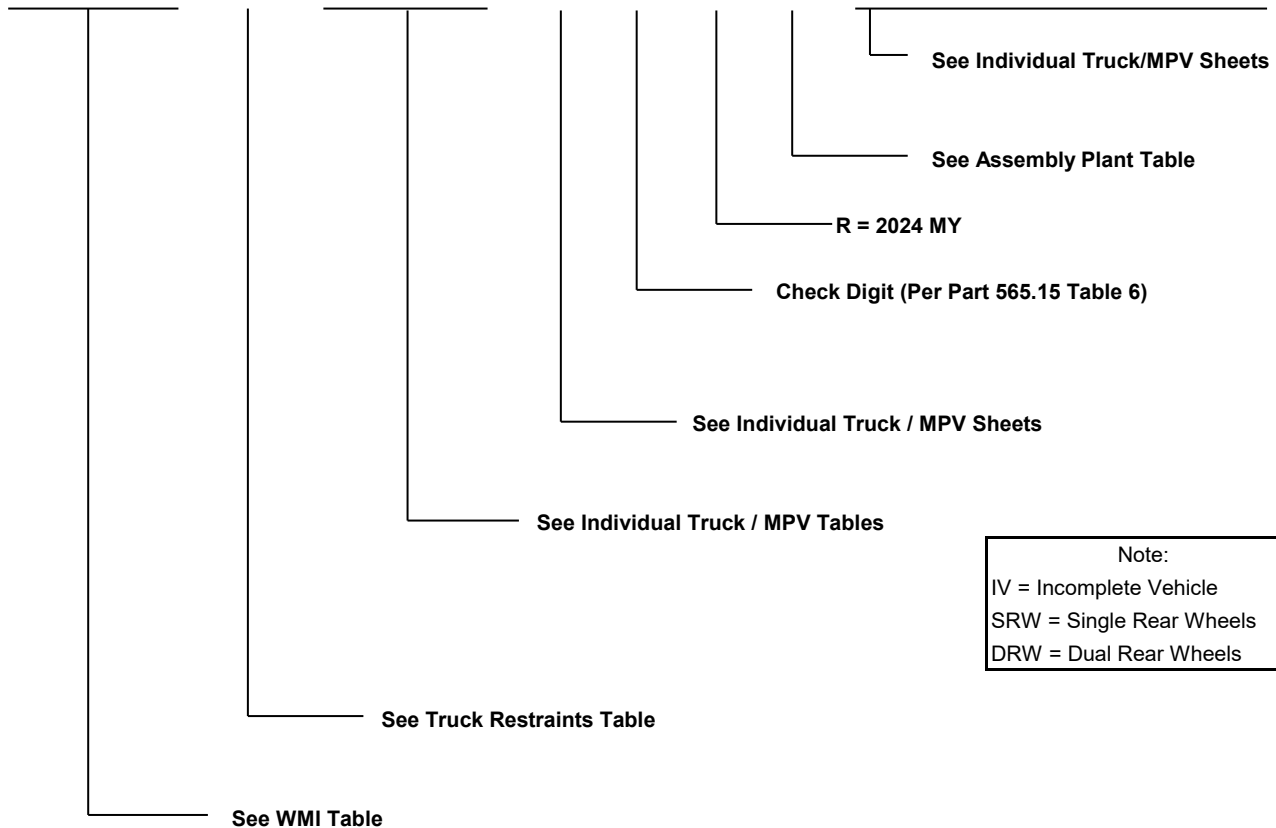 See Individual Truck/MPV Sheets
See Assembly Plant Table
R = 2024 MY
Check Digit (Per Part 565.15 Table 6)
See Individual Truck / MPV Sheets
See Individual Truck / MPV Tables
Note:
IV = Incomplete Vehicle
SRW = Single Rear Wheels
DRW = Dual Rear Wheels
See Truck Restraints Table
See WMI Table